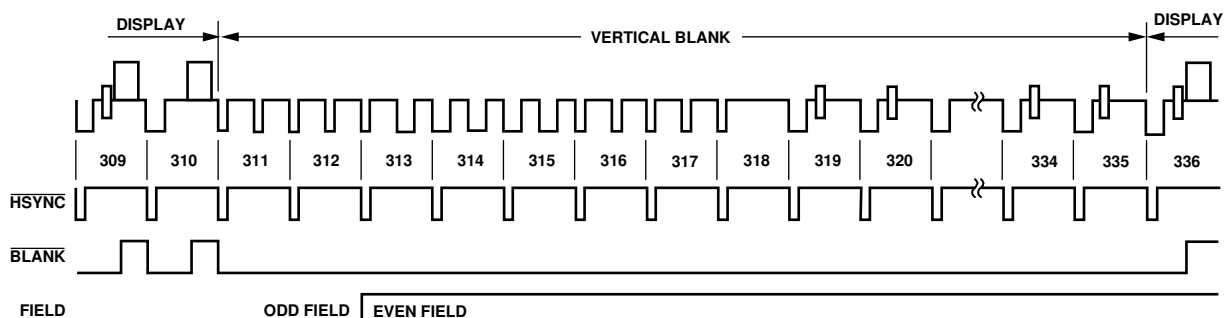 DISPLAY VERTICAL BLANK DISPLAY
309 310 311 312 313 314 315 316 317 318 319 320 334 335 336
HSYNC
BLANK
FIELD ODD FIELD EVEN FIELD